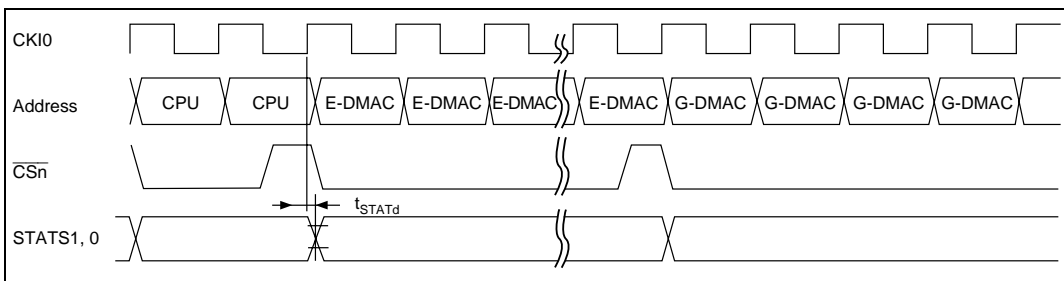 CKI0
Address CPU CPU E-DMAC E-DMAC E-DMAC E-DMAC G-DMAC G-DMAC G-DMAC G-DMAC
CSn
tSTATd
STATS1, 0